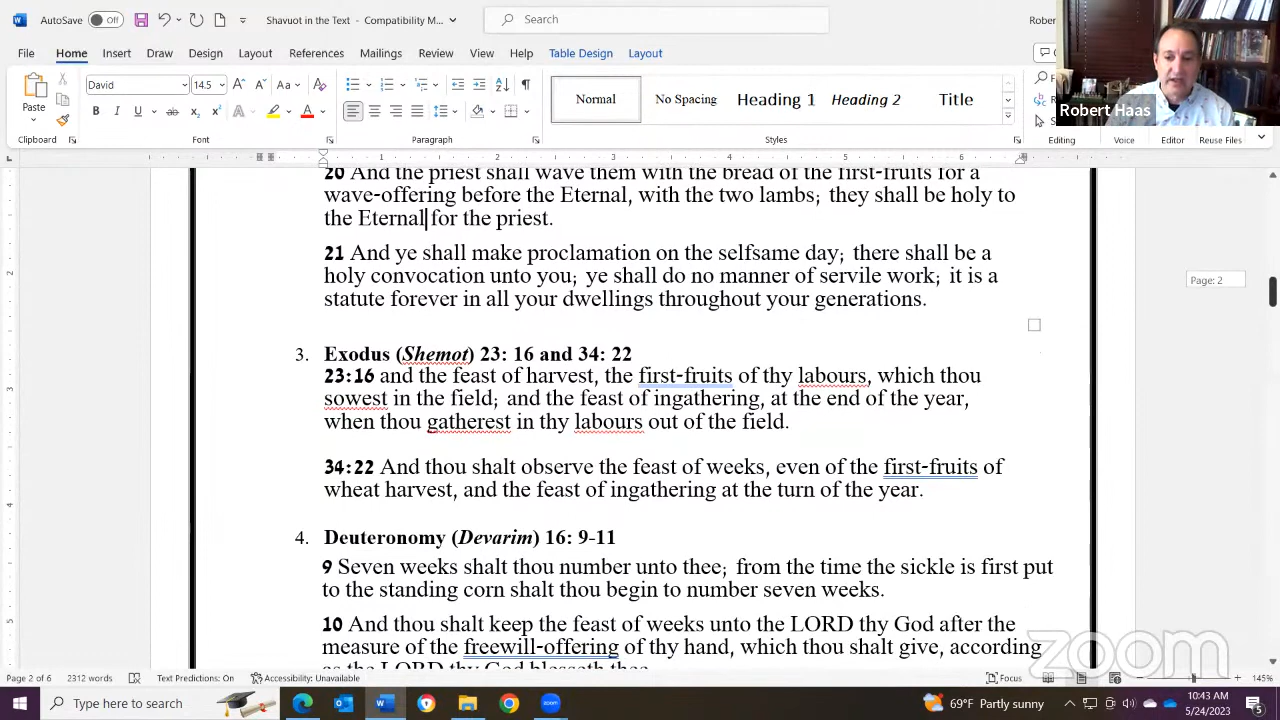 AutoSave Off Shavuot in the Text - Compatibility M... Search Rober
File Home Insert Draw Design Layout References Mailings Review View Help Table Design Layout
Paste David 14.5 Normal No Spacing Heading 1 Heading 2 Title
Robert Haas
Clipboard Font Paragraph Styles Editing Voice Editor Reuse Files
20 And the priest shall wave them with the bread of the first-fruits for a
wave-offering before the Eternal, with the two lambs; they shall be holy to
the Eternal for the priest.
21 And ye shall make proclamation on the selfsame day; there shall be a
holy convocation unto you; ye shall do no manner of servile work; it is a
statute forever in all your dwellings throughout your generations.
Page: 2
3. Exodus (Shemot) 23: 16 and 34: 22
23:16 and the feast of harvest, the first-fruits of thy labours, which thou
sowest in the field; and the feast of ingathering, at the end of the year,
when thou gatherest in thy labours out of the field.
34:22 And thou shalt observe the feast of weeks, even of the first-fruits of
wheat harvest, and the feast of ingathering at the turn of the year.
4. Deuteronomy (Devarim) 16: 9-11
9 Seven weeks shalt thou number unto thee; from the time the sickle is first put
to the standing corn shalt thou begin to number seven weeks.
10 And thou shalt keep the feast of weeks unto the LORD thy God after the
measure of the freewill-offering of thy hand, which thou shalt give, according
as the LORD thy God blesseth thee
zoom
Page 2 of 6 2312 words Text Predictions: On Accessibility: Unavailable Focus 145%
Type here to search zoom 69°F Partly sunny 10:43 AM
5/24/2023 5